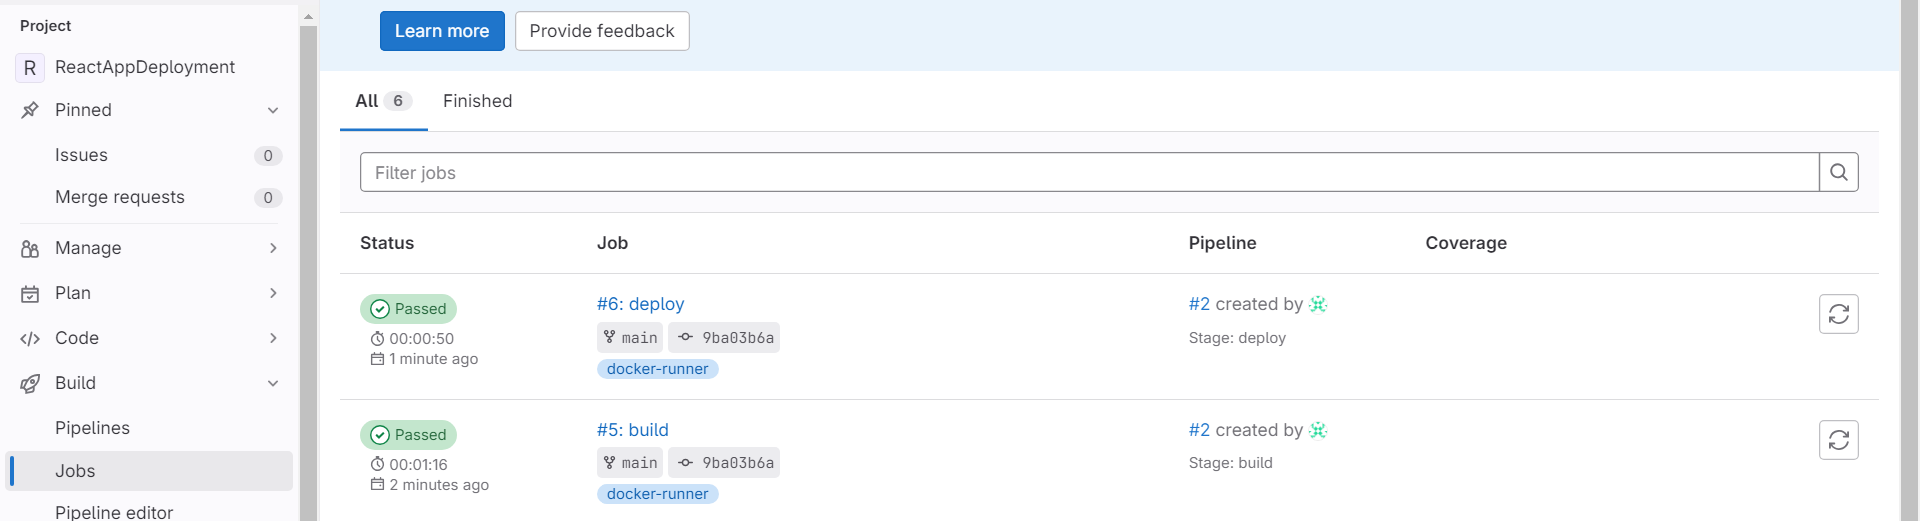 Project
R ReactAppDeployment
Pinned
Issues 0
Merge requests 0
Manage
Plan
Code
Build
Pipelines
Jobs
Pipeline editor
Learn more Provide feedback
All 6 Finished
Filter jobs
Status Job Pipeline Coverage
Passed #6: deploy #2 created by
00:00:50 main 9ba03b6a Stage: deploy
1 minute ago docker-runner
Passed #5: build #2 created by
00:01:16 main 9ba03b6a Stage: build
2 minutes ago docker-runner